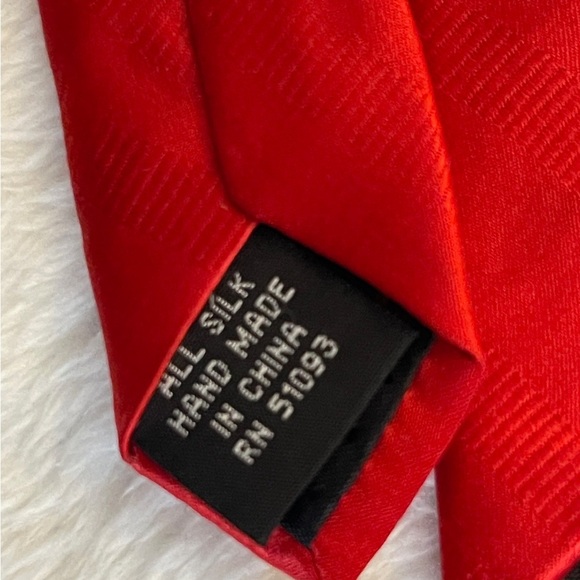 ALL SILK
HAND MADE
IN CHINA
RN 51093